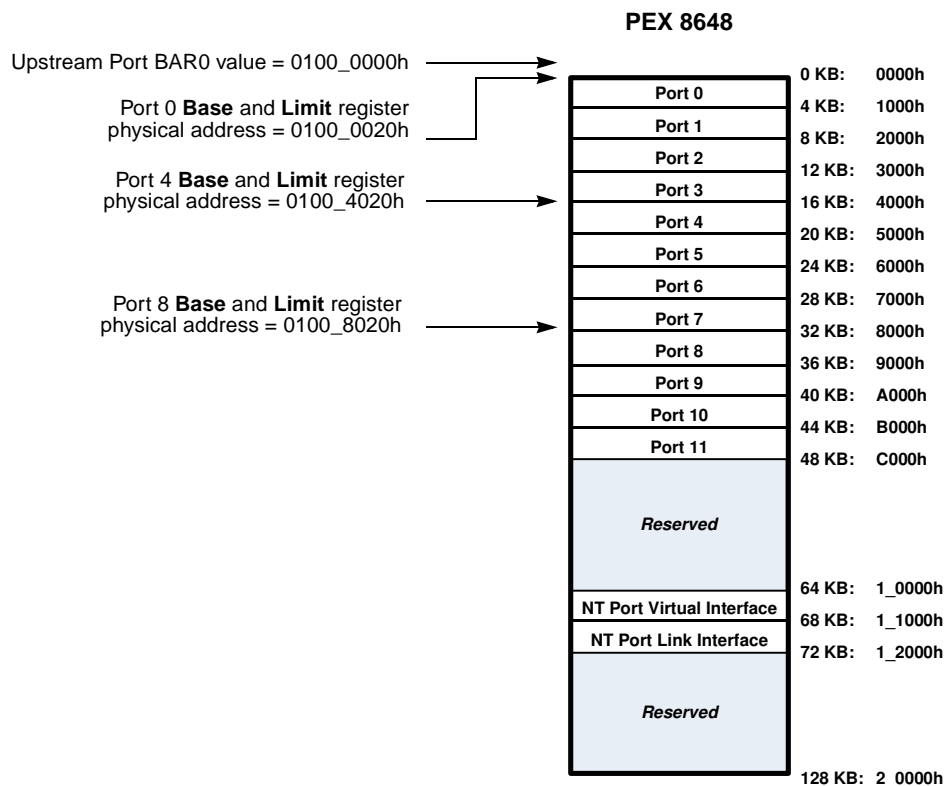 PEX 8648
Upstream Port BAR0 value = 0100_0000h
Port 0 Base and Limit register
physical address = 0100_0020h
Port 4 Base and Limit register
physical address = 0100_4020h
Port 8 Base and Limit register
physical address = 0100_8020h
0 KB: 0000h
Port 0
4 KB: 1000h
Port 1
8 KB: 2000h
Port 2
12 KB: 3000h
Port 3
16 KB: 4000h
Port 4
20 KB: 5000h
Port 5
24 KB: 6000h
Port 6
28 KB: 7000h
Port 7
32 KB: 8000h
Port 8
36 KB: 9000h
Port 9
40 KB: A000h
Port 10
44 KB: B000h
Port 11
48 KB: C000h
Reserved
64 KB: 1_0000h
NT Port Virtual Interface
68 KB: 1_1000h
NT Port Link Interface
72 KB: 1_2000h
Reserved
128 KB: 2 0000h